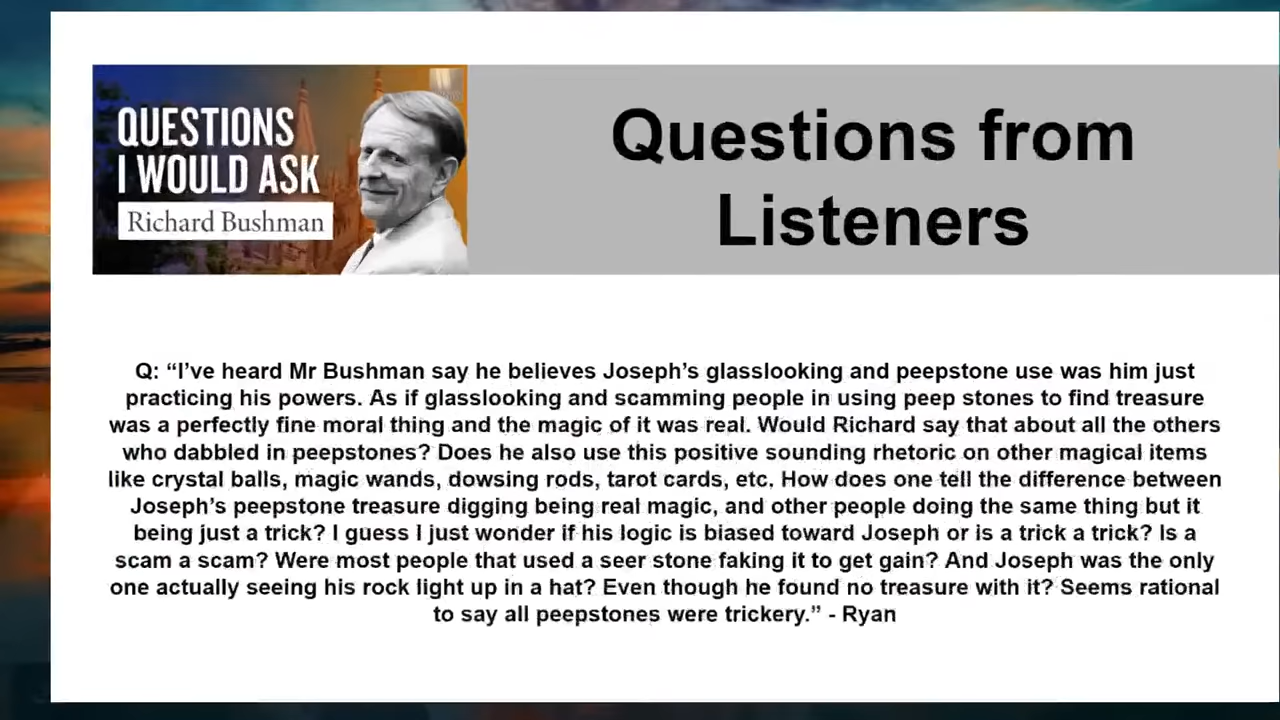 QUESTIONS
I WOULD ASK
Richard Bushman
Questions from
Listeners
Q: “I’ve heard Mr Bushman say he believes Joseph’s glasslooking and peepstone use was him just
practicing his powers. As if glasslooking and scamming people in using peep stones to find treasure
was a perfectly fine moral thing and the magic of it was real. Would Richard say that about all the others
who dabbled in peepstones? Does he also use this positive sounding rhetoric on other magical items
like crystal balls, magic wands, dowsing rods, tarot cards, etc. How does one tell the difference between
Joseph’s peepstone treasure digging being real magic, and other people doing the same thing but it
being just a trick? I guess I just wonder if his logic is biased toward Joseph or is a trick a trick? Is a
scam a scam? Were most people that used a seer stone faking it to get gain? And Joseph was the only
one actually seeing his rock light up in a hat? Even though he found no treasure with it? Seems rational
to say all peepstones were trickery.” - Ryan